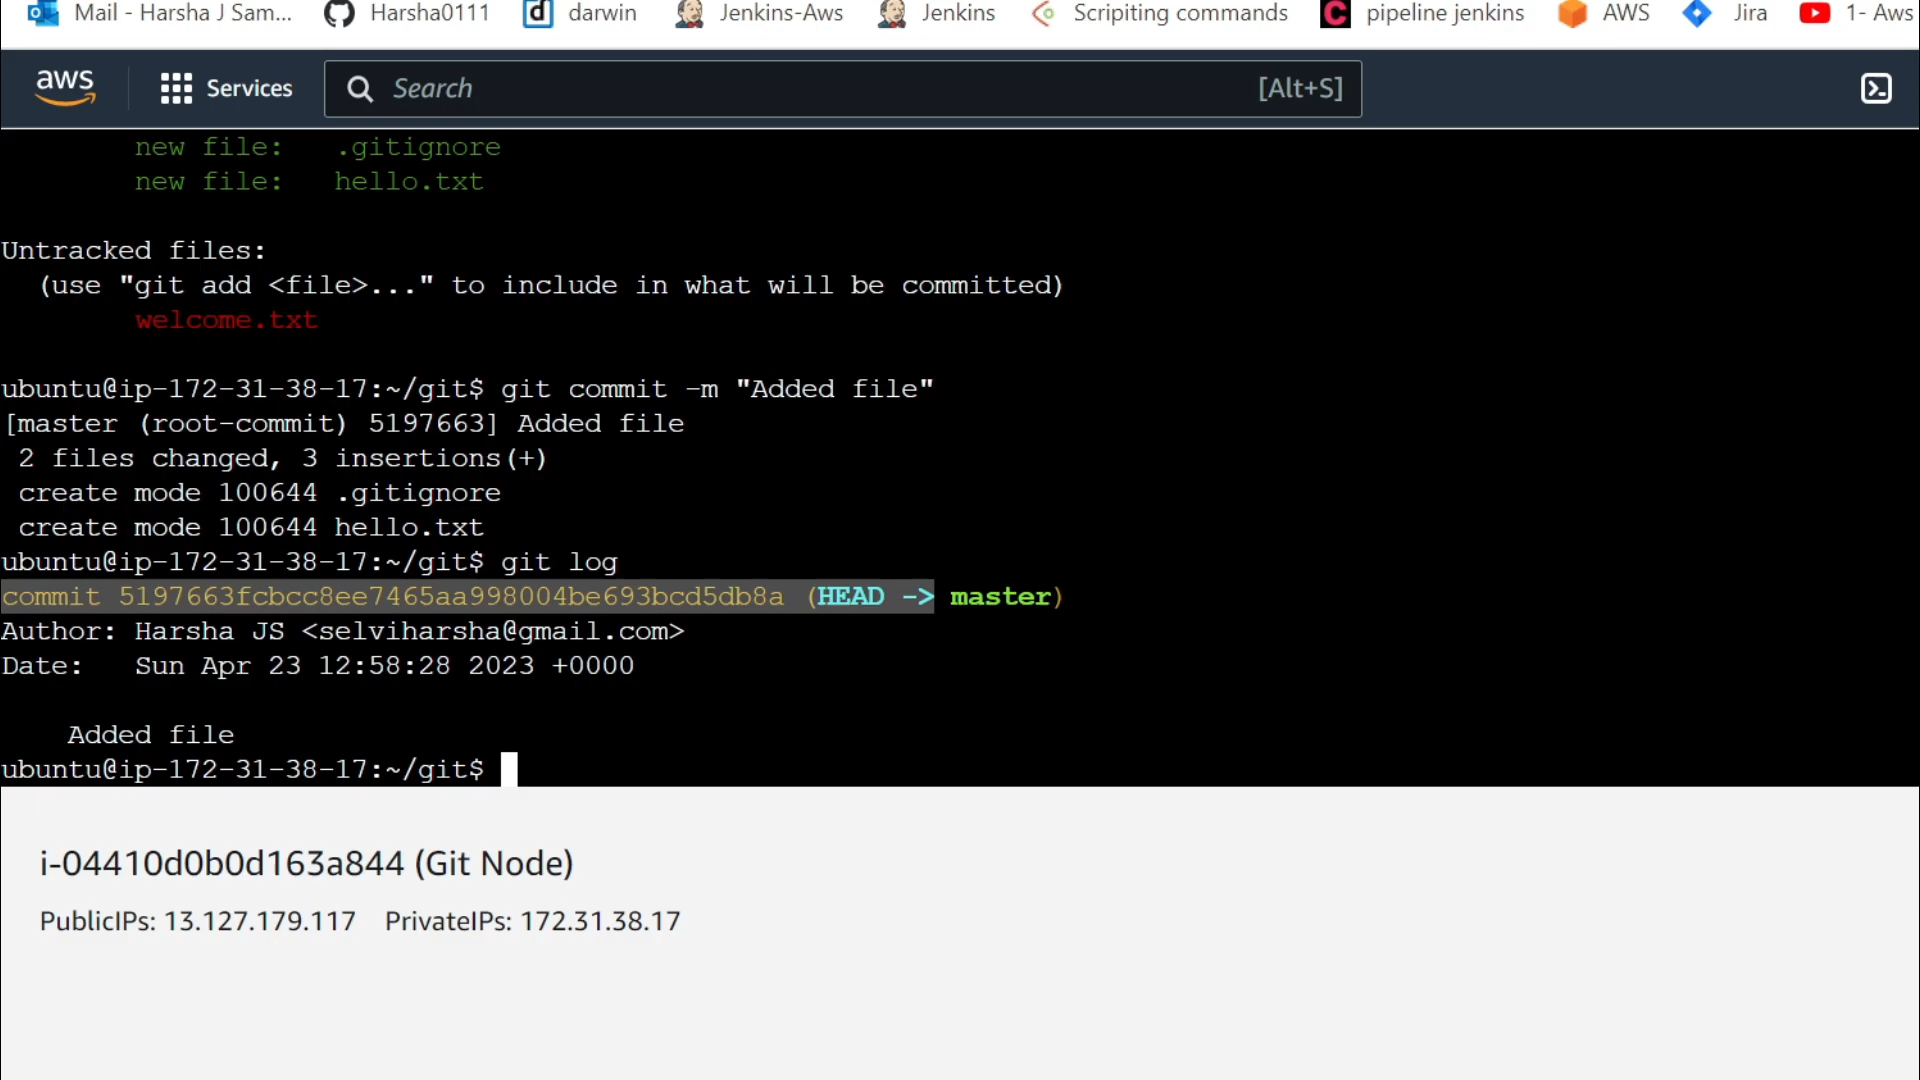 Mail - Harsha J Sam... Harsha0111 darwin Jenkins-Aws Jenkins Scripiting commands pipeline jenkins AWS Jira 1- Aws
aws Services Search [Alt+S]
new file: .gitignore
new file: hello.txt
Untracked files:
(use "git add <file>..." to include in what will be committed)
welcome.txt
ubuntu@ip-172-31-38-17:~/git$ git commit -m "Added file"
[master (root-commit) 5197663] Added file
2 files changed, 3 insertions(+)
create mode 100644 .gitignore
create mode 100644 hello.txt
ubuntu@ip-172-31-38-17:~/git$ git log
commit 5197663fcbcc8ee7465aa998004be693bcd5db8a (HEAD -> master)
Author: Harsha JS <selviharsha@gmail.com>
Date: Sun Apr 23 12:58:28 2023 +0000
Added file
ubuntu@ip-172-31-38-17:~/git$
i-04410d0b0d163a844 (Git Node)
PublicIPs: 13.127.179.117 PrivateIPs: 172.31.38.17